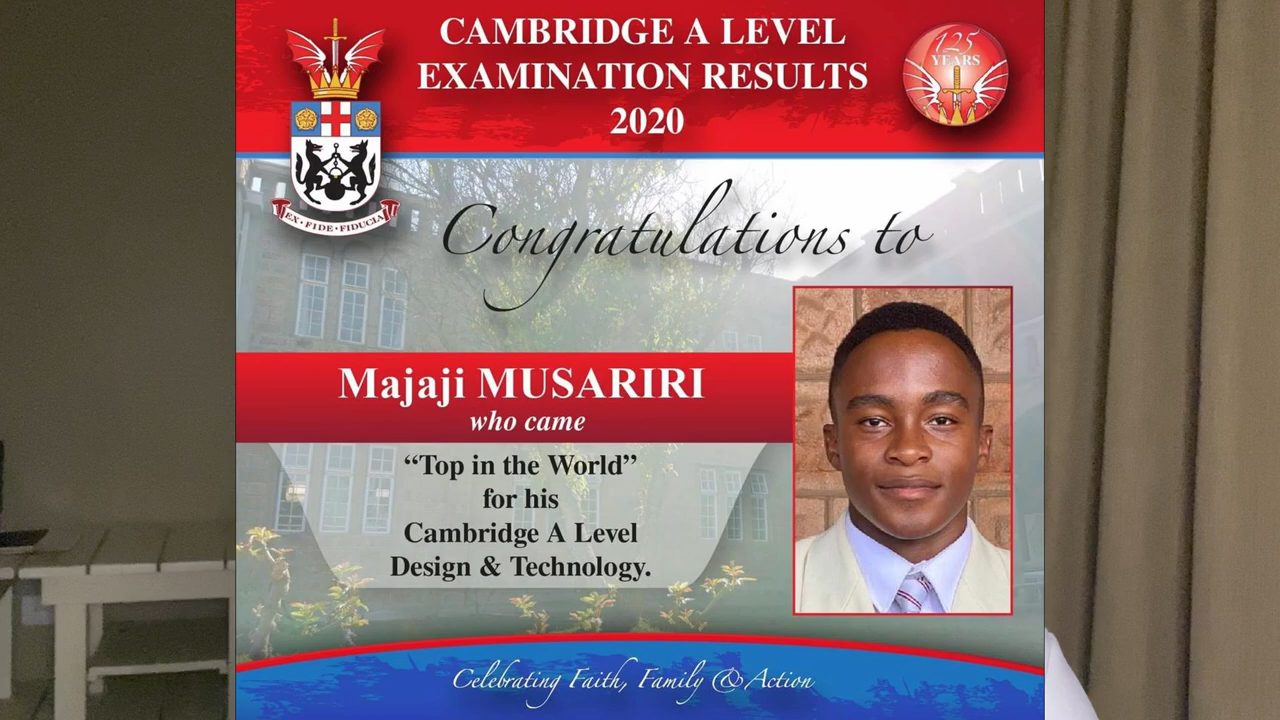 CAMBRIDGE A LEVEL
EXAMINATION RESULTS
2020
125
YEARS
EX • FIDE • FIDUCIA
Congratulations to
Majaji MUSARIRI
who came
“Top in the World”
for his
Cambridge A Level
Design & Technology.
Celebrating Faith, Family & Action